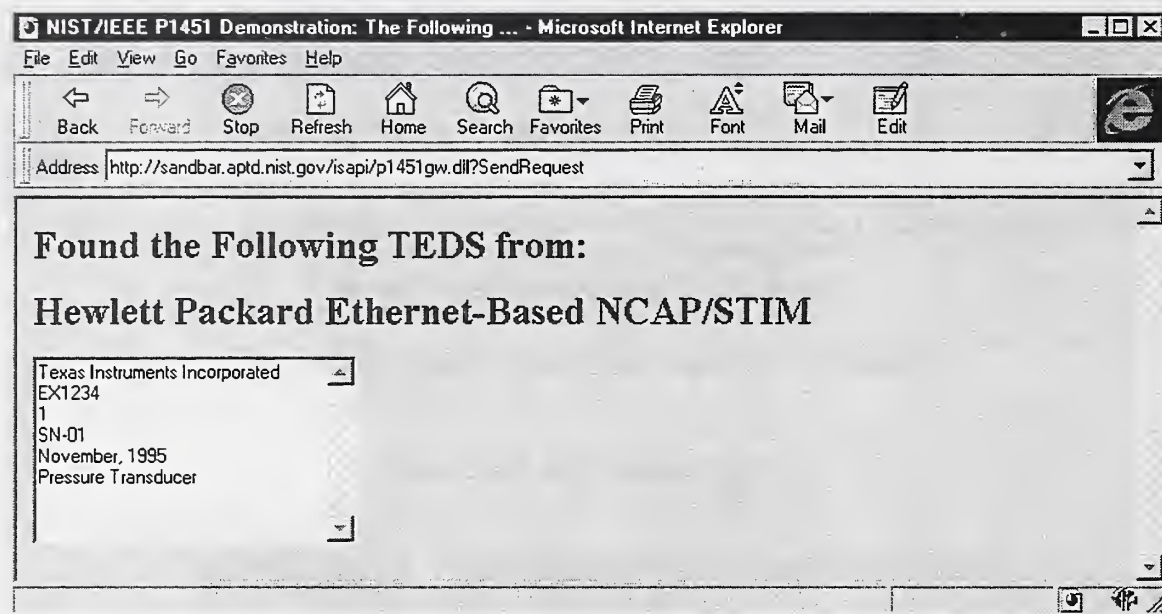 NIST/IEEE P1451 Demonstration: The Following ... - Microsoft Internet Explorer
File Edit View Go Favorites Help
Back Forward Stop Refresh Home Search Favorites Print Font Mail Edit
Address http://sandbar.aptd.nist.gov/isapi/p1451gw.dll?SendRequest
Found the Following TEDS from:
Hewlett Packard Ethernet-Based NCAP/STIM
Texas Instruments Incorporated
EX1234
1
SN-01
November, 1995
Pressure Transducer